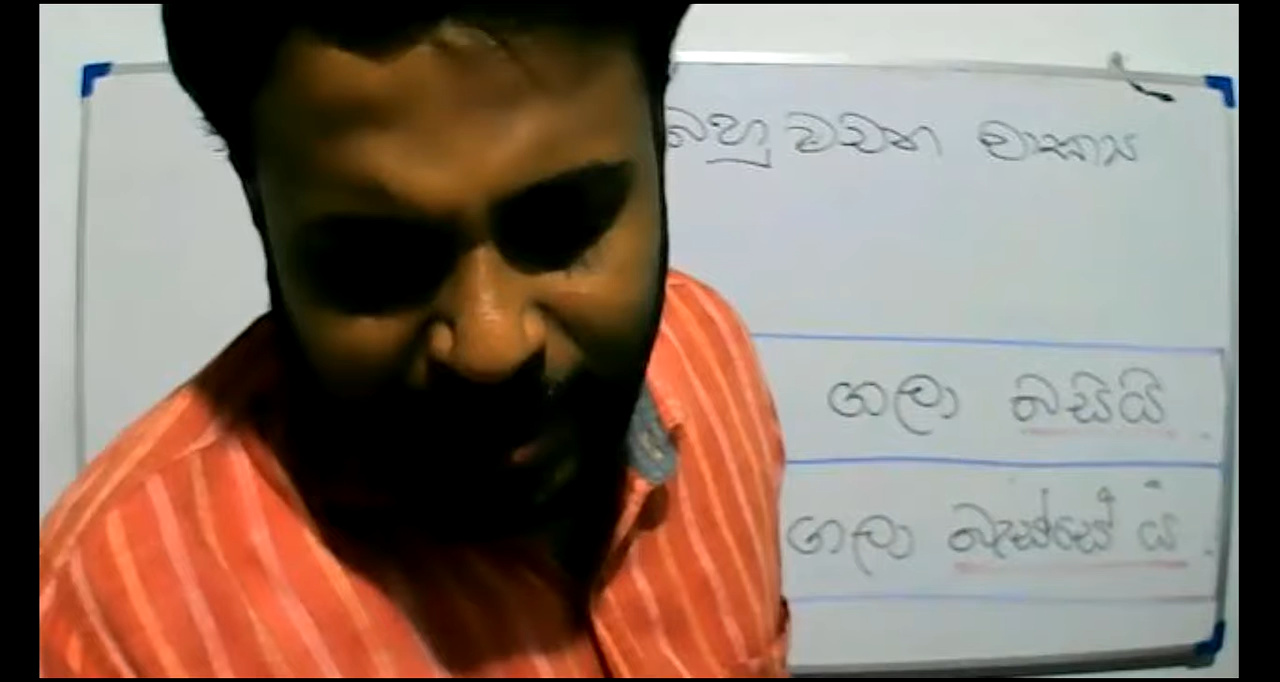 බහු වචන වාක්‍ය
ගලා බසියි.
ගලා බැස්සේ ය.